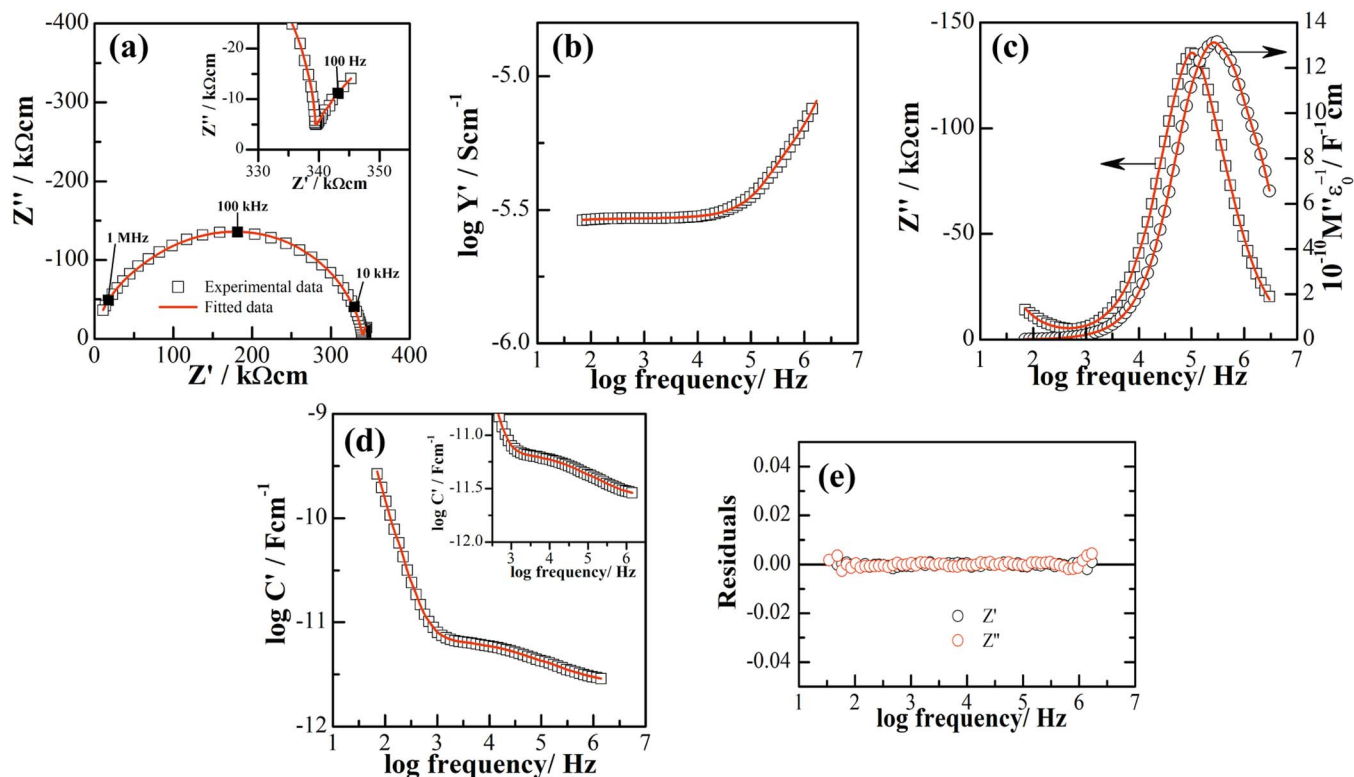 (a)
-400
-300
-200
-100
0
0 100 200 300 400
Z'' / kΩcm
Z' / kΩcm
1 MHz
100 kHz
10 kHz
Experimental data
Fitted data
-20
-10
0
330 340 350
Z'' / kΩcm
Z' / kΩcm
100 Hz
(b)
-5.0
-5.5
-6.0
1 2 3 4 5 6 7
log Y' / Scm-1
log frequency/ Hz
(c)
-150
-100
-50
0
1 2 3 4 5 6 7
Z'' / kΩcm
log frequency/ Hz
14
12
10
8
6
4
2
0
10-10M''ε0-1/ F-1cm
(d)
-9
-10
-11
-12
1 2 3 4 5 6 7
log C' / Fcm-1
log frequency/ Hz
-11.0
-11.5
-12.0
3 4 5 6
log C' / Fcm-1
log frequency/ Hz
(e)
0.04
0.02
0.00
-0.02
-0.04
1 2 3 4 5 6 7
Residuals
log frequency/ Hz
Z'
Z''